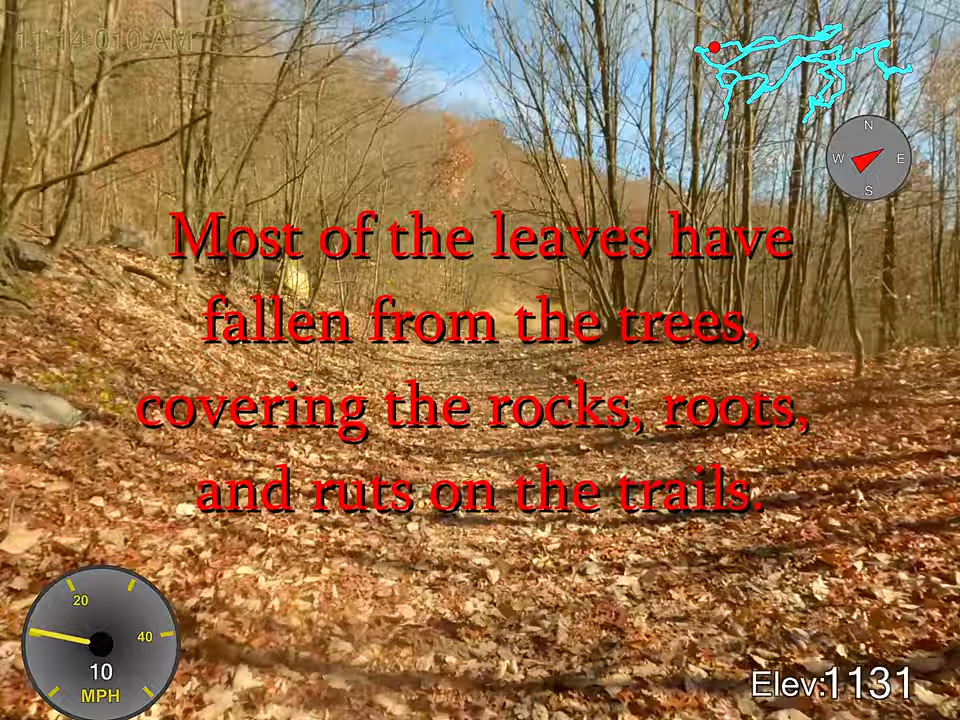 11:14:010 AM
N
W E
S
Most of the leaves have
fallen from the trees,
covering the rocks, roots,
and ruts on the trails.
20
40
10
MPH
Elev:1131